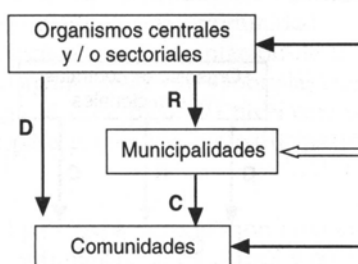 Organismos centrales
y / o sectoriales
D
R
Municipalidades
C
Comunidades